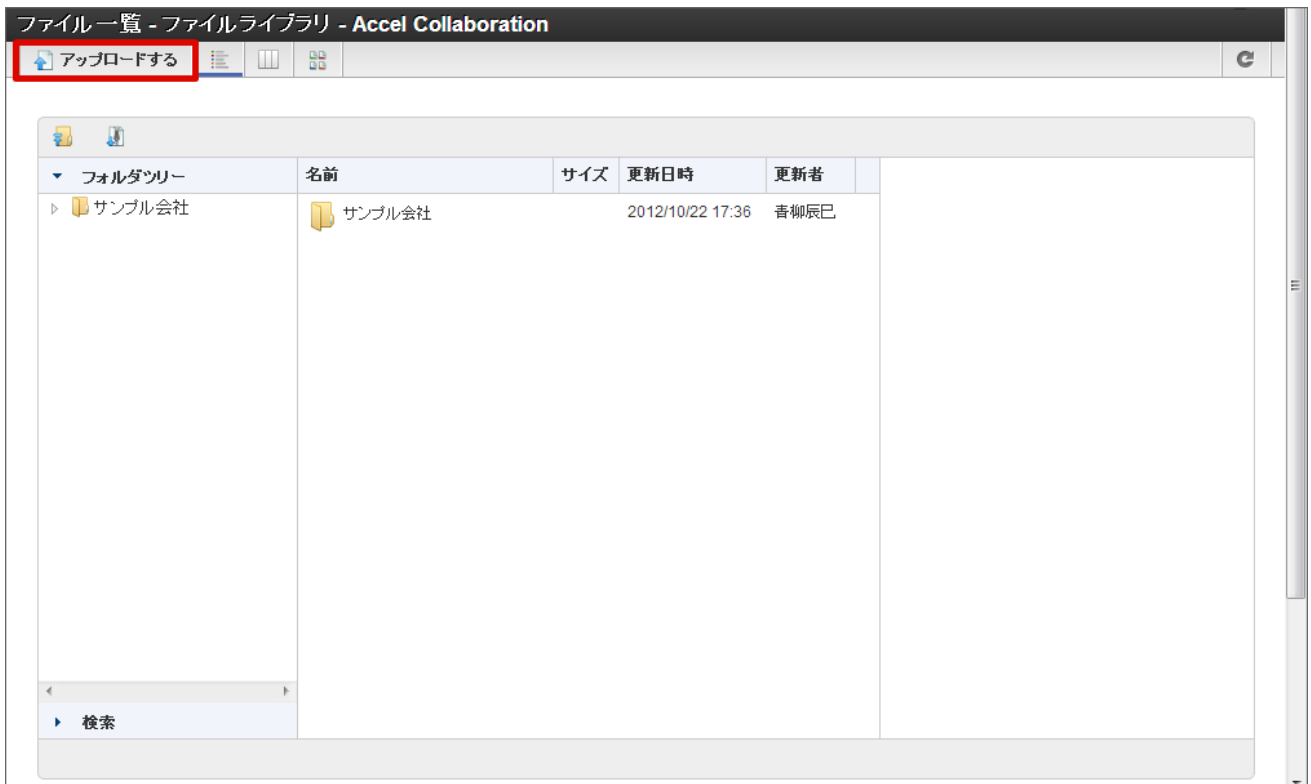 ファイル一覧 - ファイルライブラリ - Accel Collaboration
アップロードする
フォルダツリー
名前 サイズ 更新日時 更新者
サンプル会社
サンプル会社 2012/10/22 17:36 青柳辰巳
検索